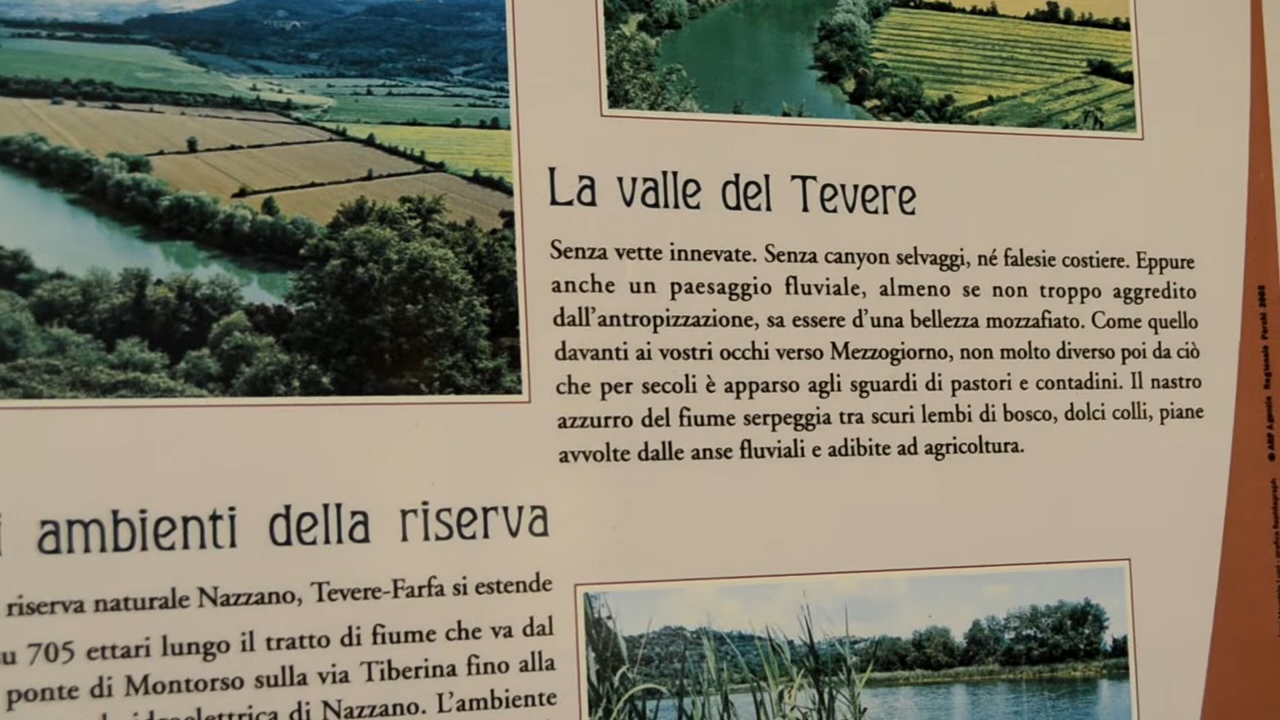 La valle del Tevere
Senza vette innevate. Senza canyon selvaggi, né falesie costiere. Eppure
anche un paesaggio fluviale, almeno se non troppo aggredito
dall'antropizzazione, sa essere d'una bellezza mozzafiato. Come quello
davanti ai vostri occhi verso Mezzogiorno, non molto diverso poi da ciò
che per secoli è apparso agli sguardi di pastori e contadini. Il nastro
azzurro del fiume serpeggia tra scuri lembi di bosco, dolci colli, piane
avvolte dalle anse fluviali e adibite ad agricoltura.
i ambienti della riserva
riserva naturale Nazzano, Tevere-Farfa si estende
u 705 ettari lungo il tratto di fiume che va dal
ponte di Montorso sulla via Tiberina fino alla
idroelettrica di Nazzano. L'ambiente
© ARP Agenzia Regionale Parchi